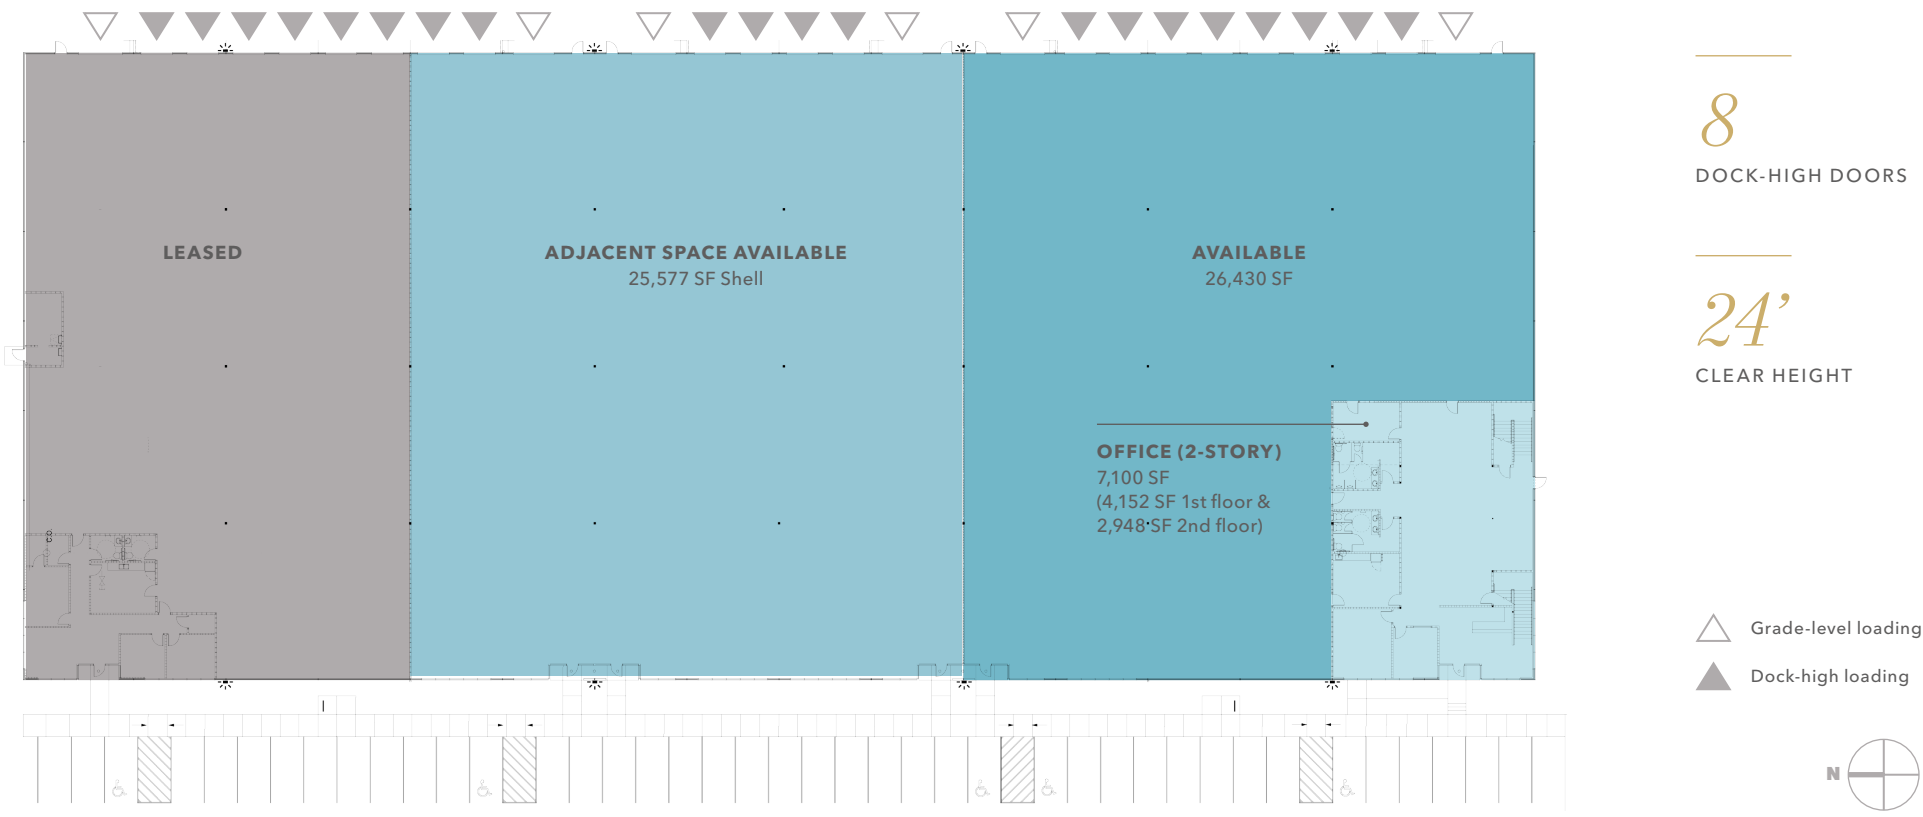 LEASED
ADJACENT SPACE AVAILABLE
25,577 SF Shell
AVAILABLE
26,430 SF
OFFICE (2-STORY)
7,100 SF
(4,152 SF 1st floor &
2,948 SF 2nd floor)
8
DOCK-HIGH DOORS
24’
CLEAR HEIGHT
Grade-level loading
Dock-high loading
N